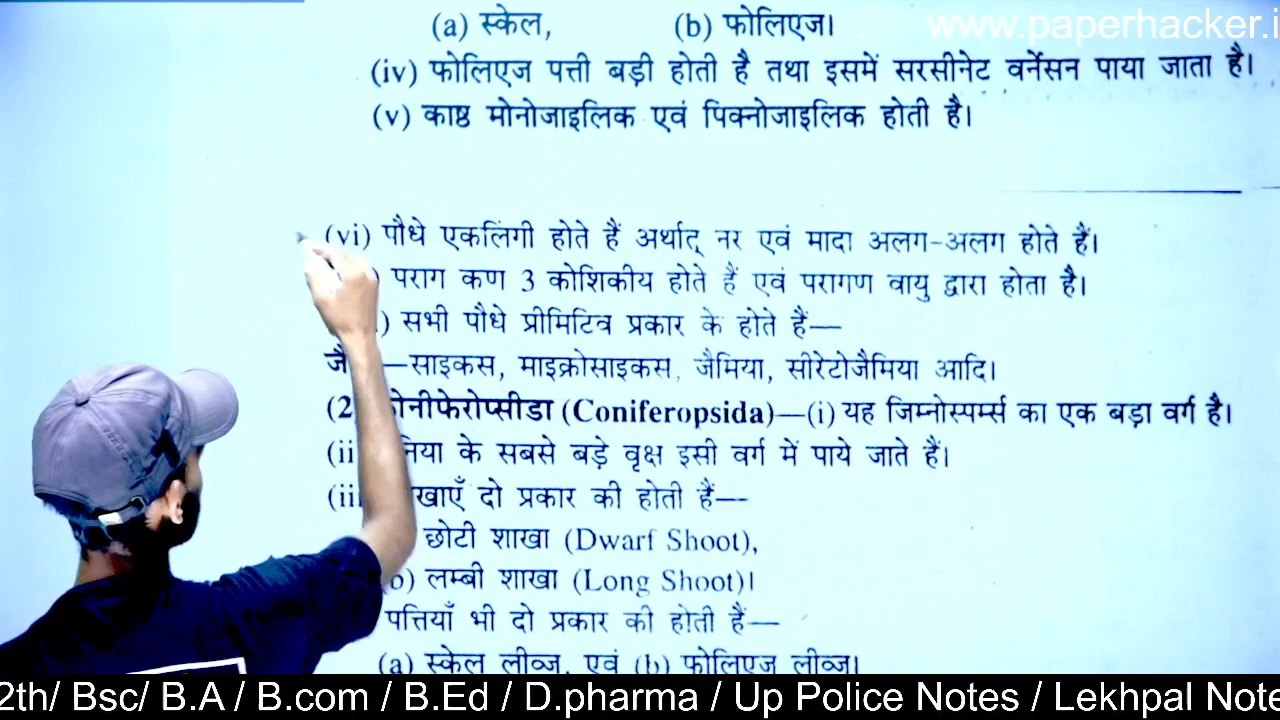 www.paperhacker.i
(a) स्केल, (b) फोलिएज।
(iv) फोलिएज पत्ती बड़ी होती है तथा इसमें सरसीनेट वर्नेसन पाया जाता है।
(v) काष्ठ मोनोजाइलिक एवं पिक्नोजाइलिक होती है।
(vi) पौधे एकलिंगी होते हैं अर्थात् नर एवं मादा अलग-अलग होते हैं।
) पराग कण 3 कोशिकीय होते हैं एवं परागण वायु द्वारा होता है।
) सभी पौधे प्रीमिटिव प्रकार के होते हैं—
जै —साइकस, माइक्रोसाइकस, जैमिया, सीरेटोजैमिया आदि।
(2 ोनीफेरोप्सीडा (Coniferopsida)—(i) यह जिम्नोस्पर्म्स का एक बड़ा वर्ग है।
(ii निया के सबसे बड़े वृक्ष इसी वर्ग में पाये जाते हैं।
(iii खाएँ दो प्रकार की होती हैं—
छोटी शाखा (Dwarf Shoot),
b) लम्बी शाखा (Long Shoot)।
पत्तियाँ भी दो प्रकार की होती हैं—
(a) स्केल लीव्ज, एवं (b) फोलिएज लीव्ज।
2th/ Bsc/ B.A / B.com / B.Ed / D.pharma / Up Police Notes / Lekhpal Note